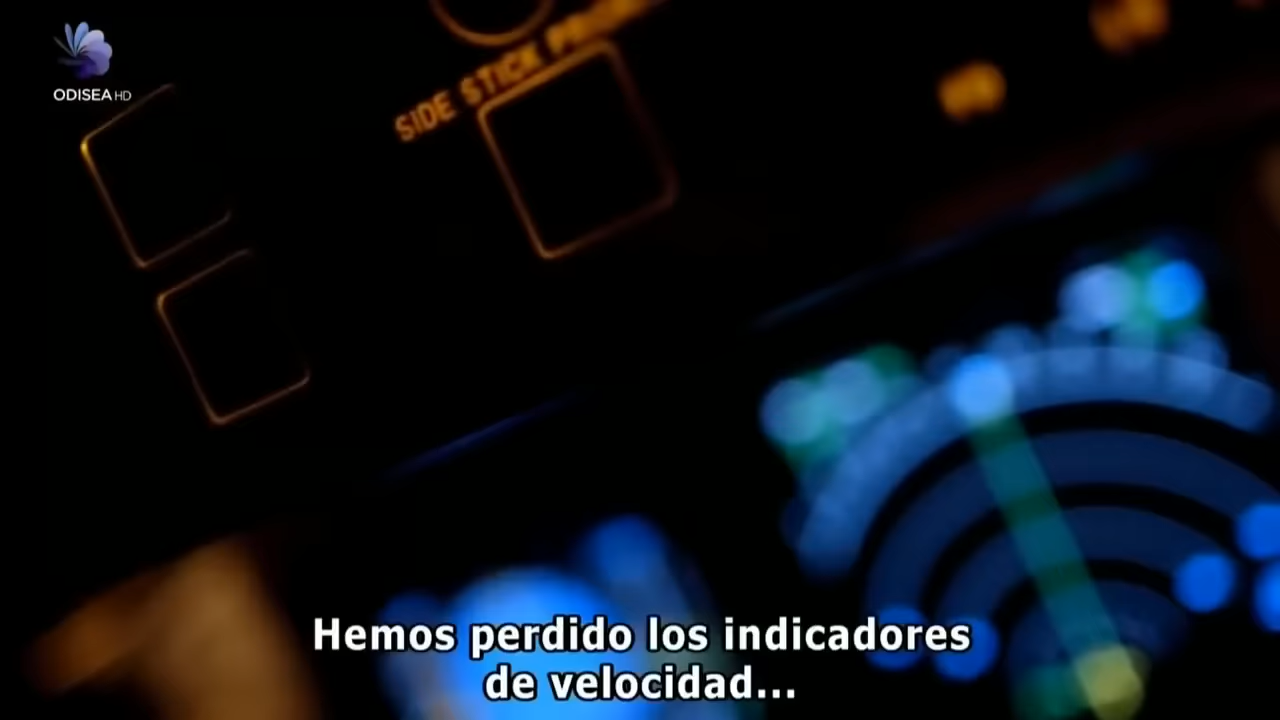 ODISEA HD
SIDE STICK
Hemos perdido los indicadores
de velocidad...